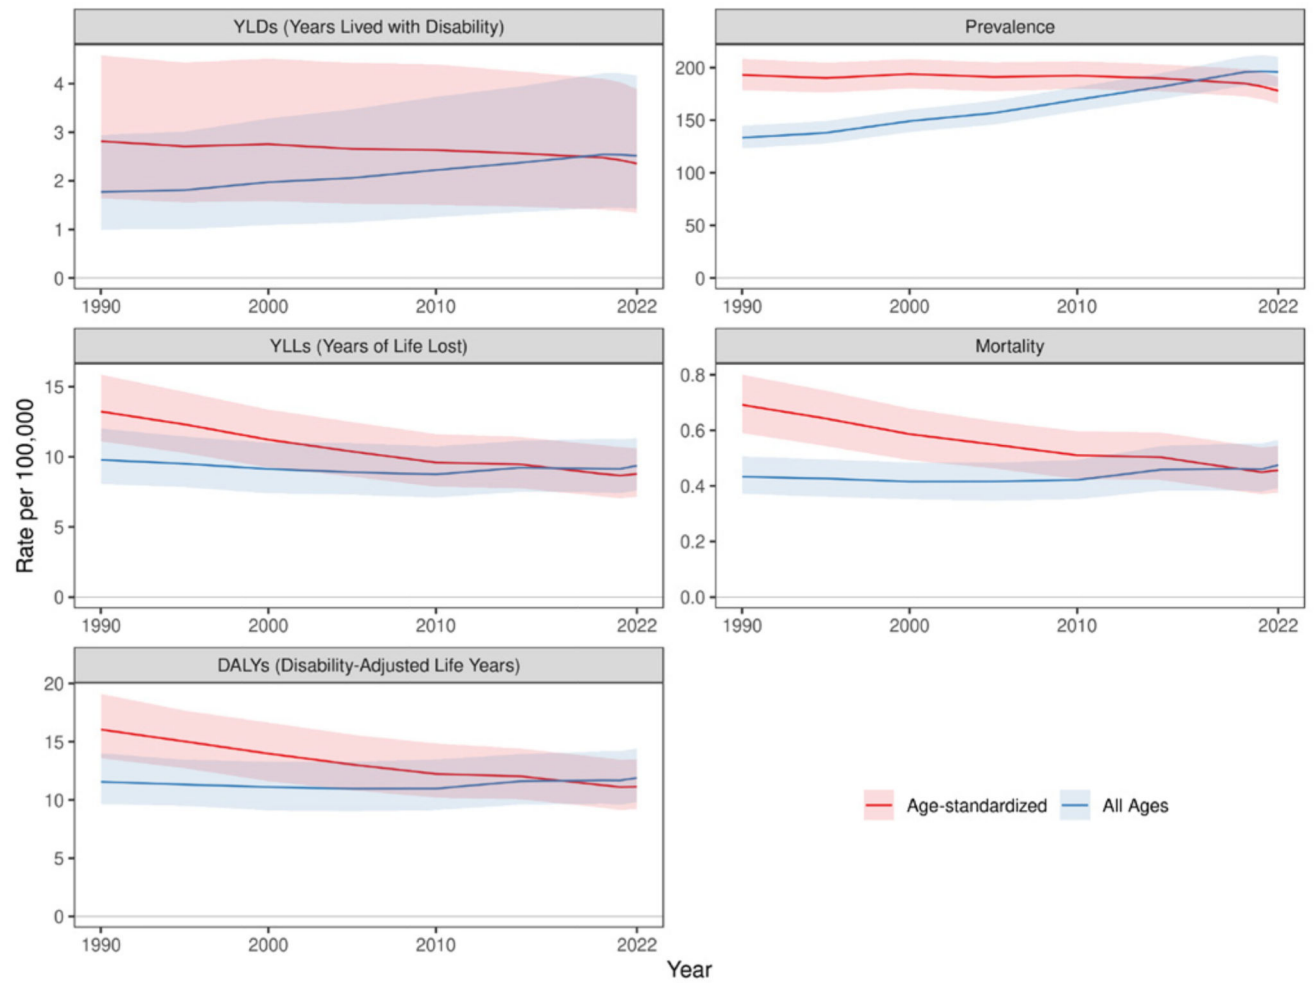 YLDs (Years Lived with Disability)
4
3
2
1
0
1990 2000 2010 2022
Prevalence
200
150
100
50
0
1990 2000 2010 2022
YLLs (Years of Life Lost)
15
10
5
0
1990 2000 2010 2022
Mortality
0.8
0.6
0.4
0.2
0.0
1990 2000 2010 2022
DALYs (Disability-Adjusted Life Years)
20
15
10
5
0
1990 2000 2010 2022
Rate per 100,000
Year
Age-standardized All Ages